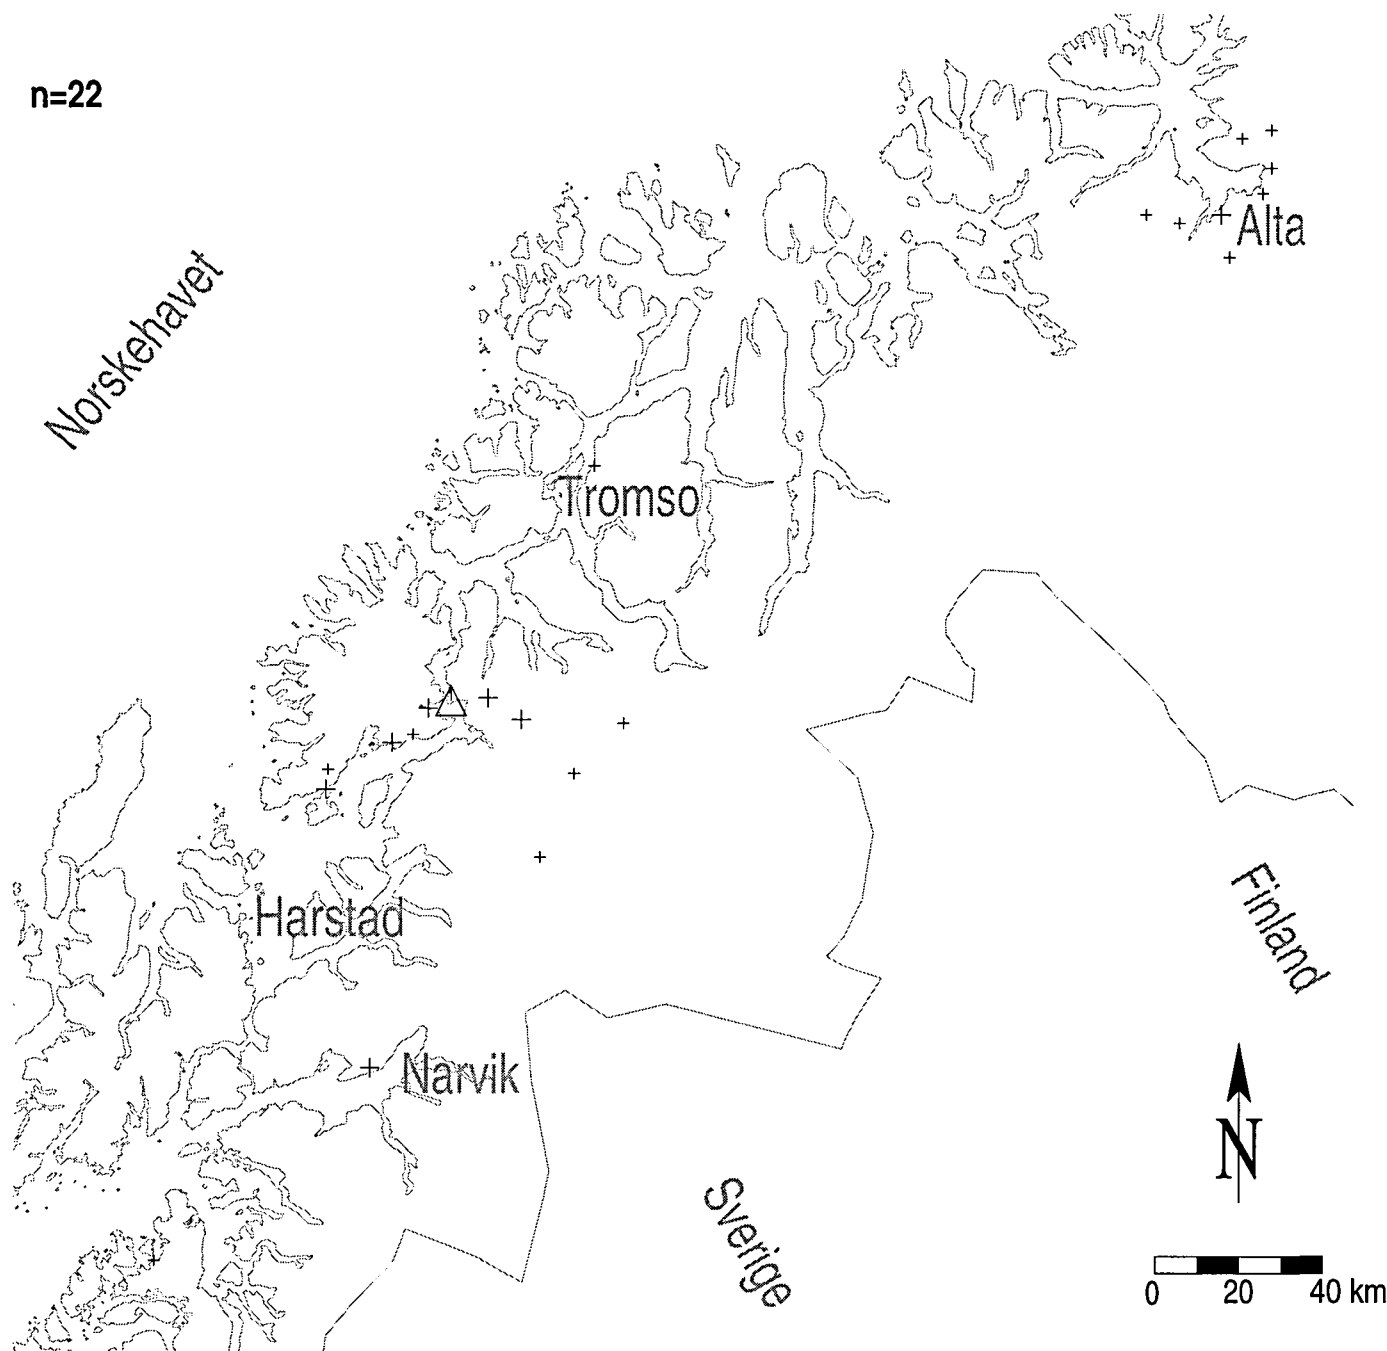 n=22
Alta
Norskehavet
Tromso
Harstad
Finland
Narvik
N
Sverige
0 20 40 km